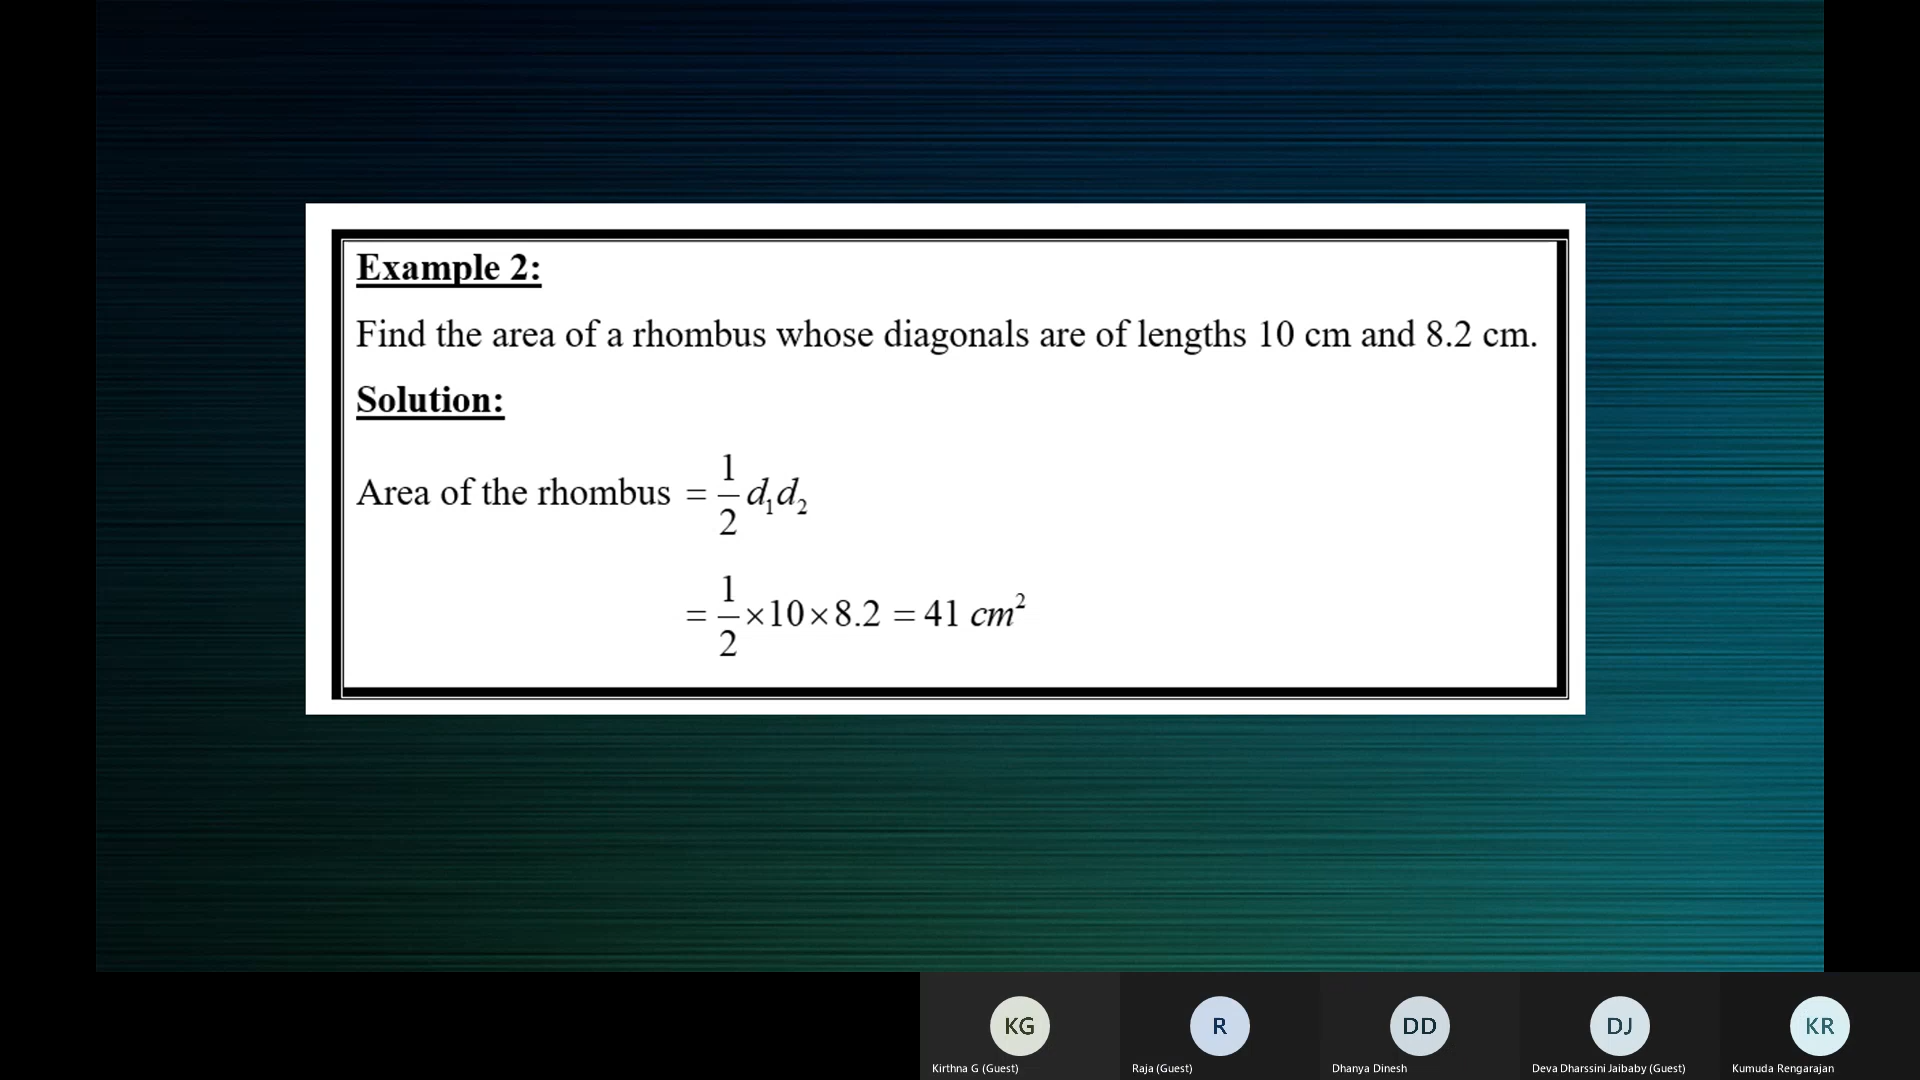 Example 2:
Find the area of a rhombus whose diagonals are of lengths 10 cm and 8.2 cm.
Solution:
Area of the rhombus = 1/2 d₁d₂
= 1/2 ×10×8.2 = 41 cm²
KG R DD DJ KR
Kirthna G (Guest) Raja (Guest) Dhanya Dinesh Deva Dharssini Jaibaby (Guest) Kumuda Rengarajan